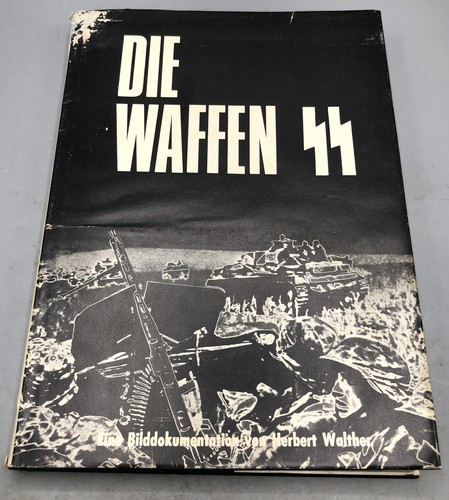 DIE
WAFFEN SS
Eine Bilddokumentation von Herbert Walther